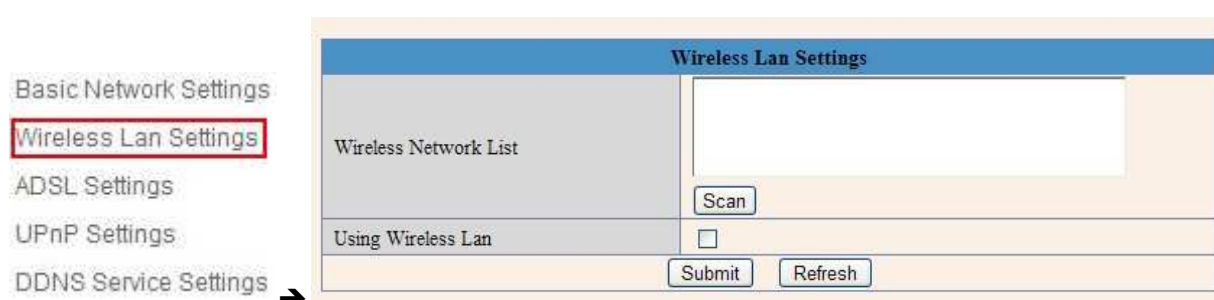 Basic Network Settings
Wireless Lan Settings
ADSL Settings
UPnP Settings
DDNS Service Settings ➔
Wireless Lan Settings
Wireless Network List
Scan
Using Wireless Lan
Submit Refresh